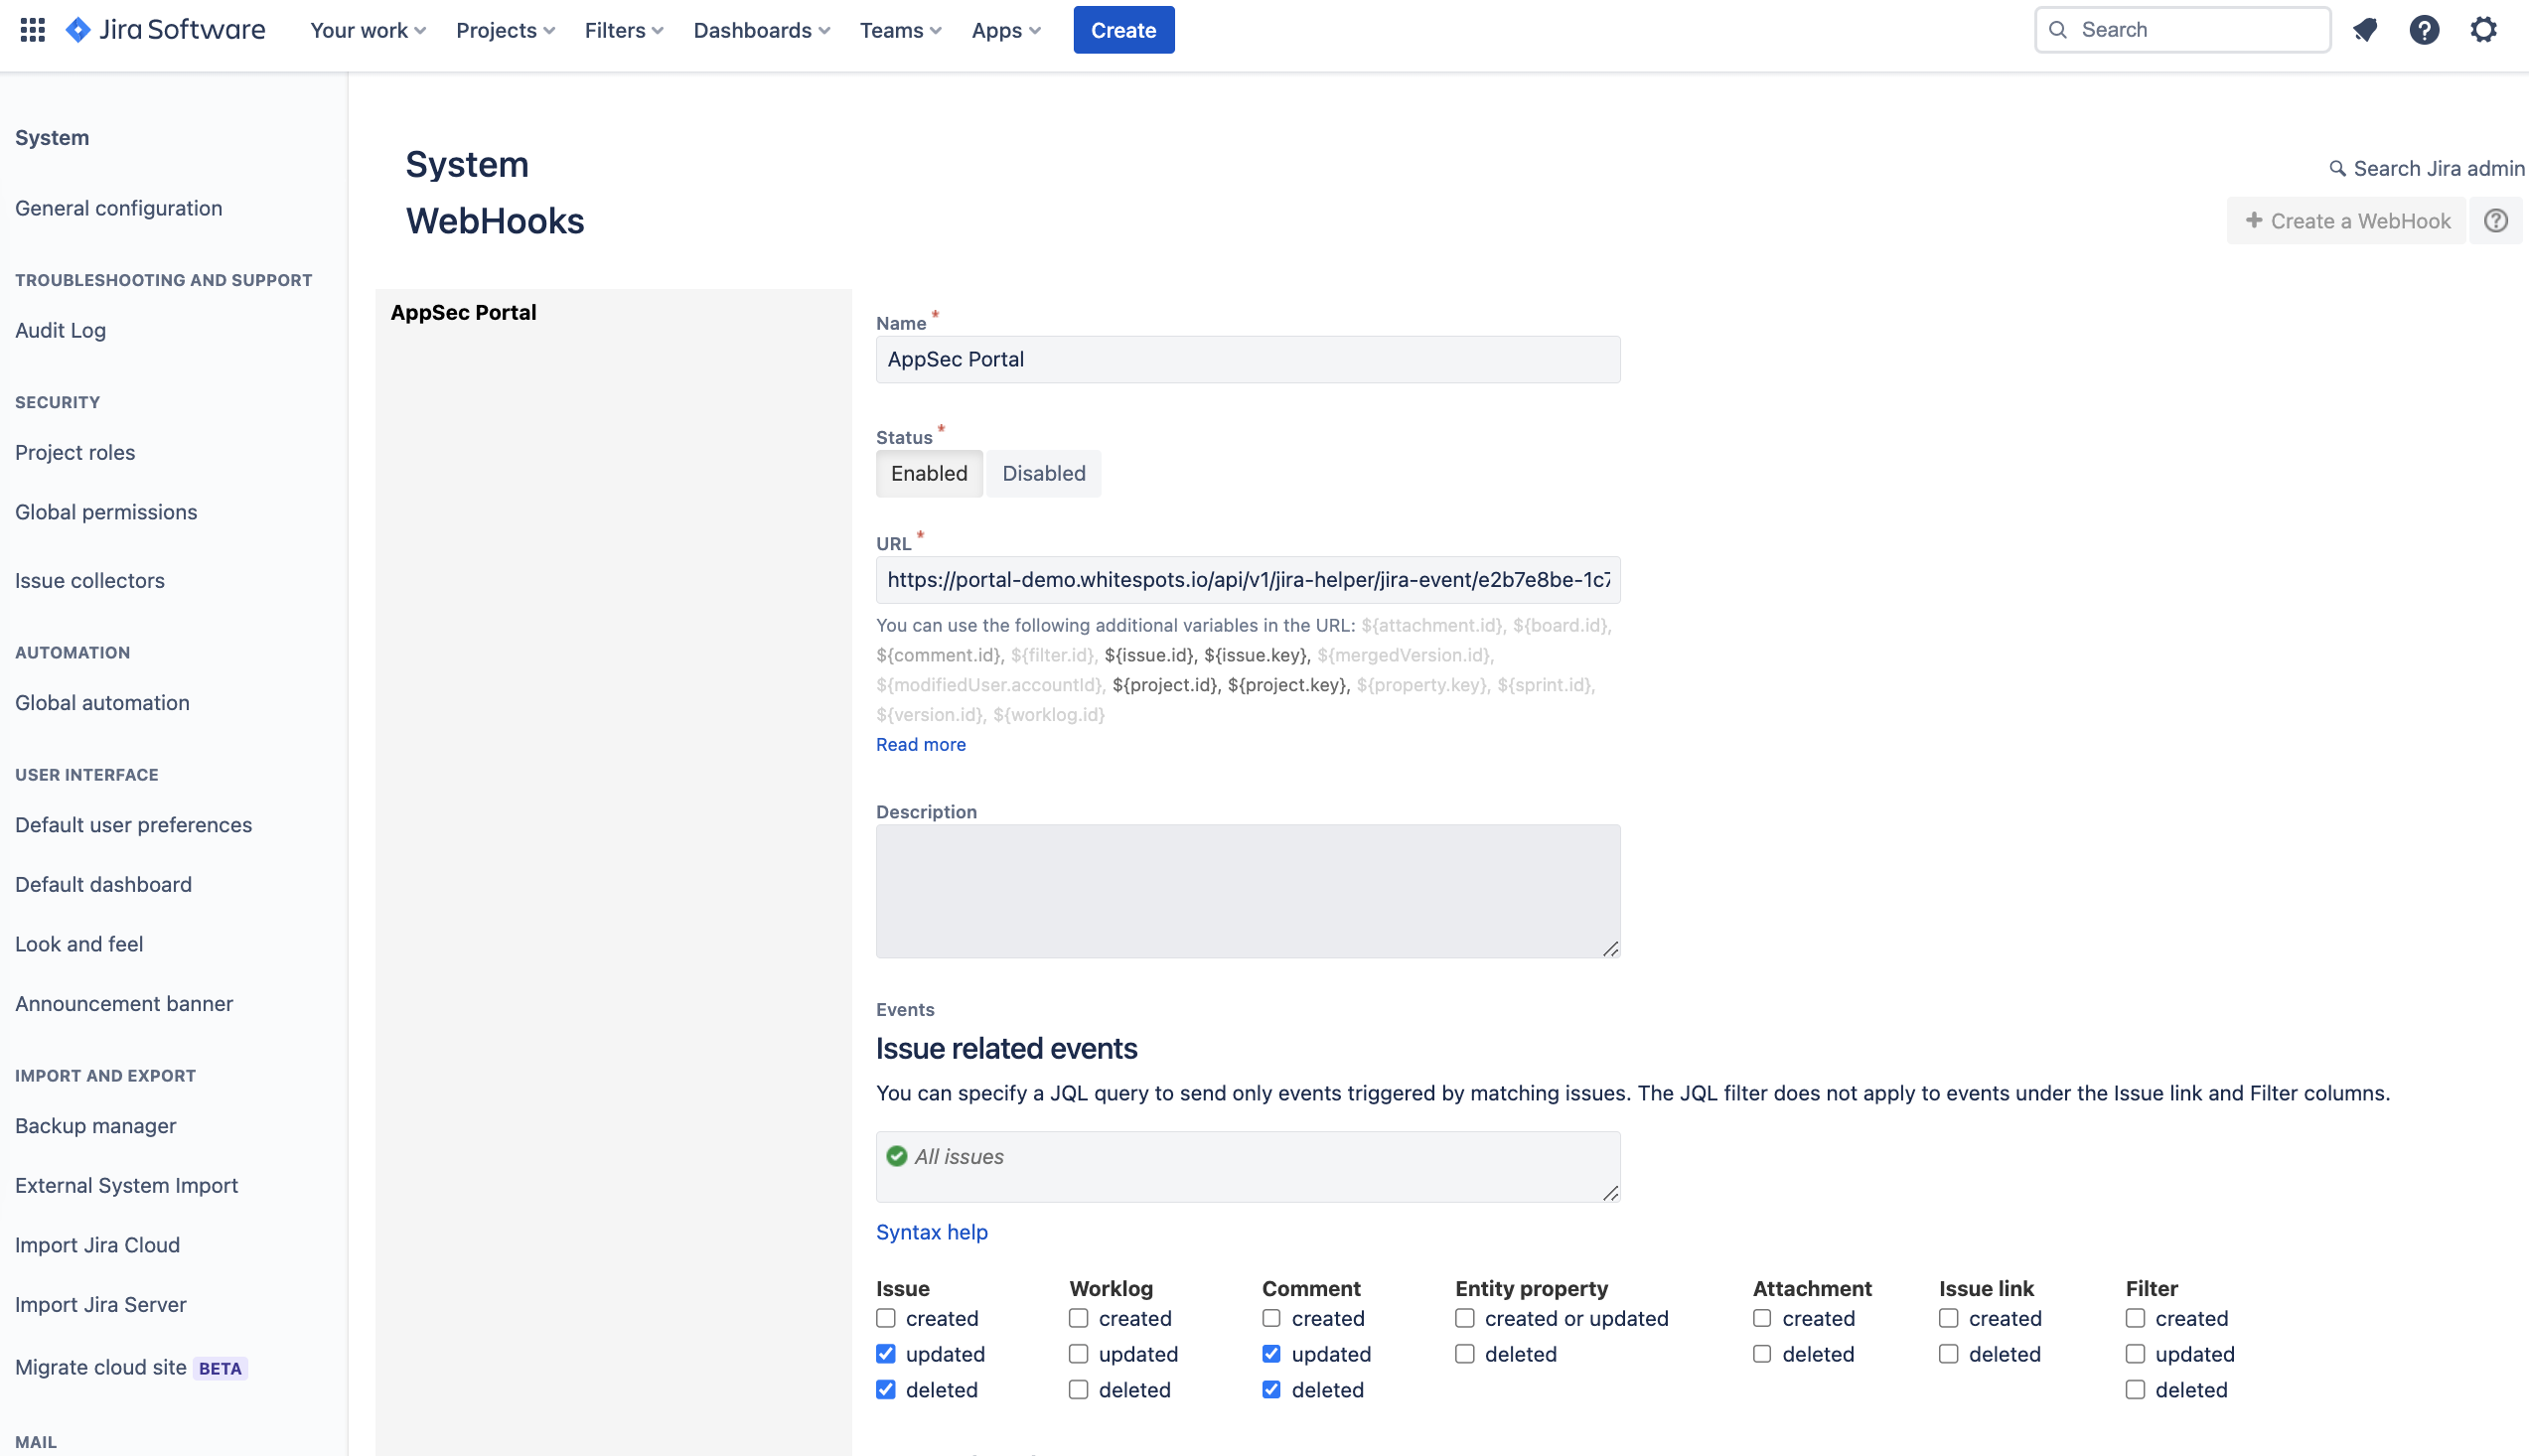 Jira Software Your work Projects Filters Dashboards Teams Apps Create Search
System
General configuration
TROUBLESHOOTING AND SUPPORT
Audit Log
SECURITY
Project roles
Global permissions
Issue collectors
AUTOMATION
Global automation
USER INTERFACE
Default user preferences
Default dashboard
Look and feel
Announcement banner
IMPORT AND EXPORT
Backup manager
External System Import
Import Jira Cloud
Import Jira Server
Migrate cloud site BETA
MAIL
System
Search Jira admin
WebHooks
+ Create a WebHook
AppSec Portal
Name *
AppSec Portal
Status *
Enabled Disabled
URL *
https://portal-demo.whitespots.io/api/v1/jira-helper/jira-event/e2b7e8be-1c7
You can use the following additional variables in the URL: ${attachment.id}, ${board.id},
${comment.id}, ${filter.id}, ${issue.id}, ${issue.key}, ${mergedVersion.id},
${modifiedUser.accountId}, ${project.id}, ${project.key}, ${property.key}, ${sprint.id},
${version.id}, ${worklog.id}
Read more
Description
Events
Issue related events
You can specify a JQL query to send only events triggered by matching issues. The JQL filter does not apply to events under the Issue link and Filter columns.
All issues
Syntax help
Issue Worklog Comment Entity property Attachment Issue link Filter
created created created created or updated created created created
updated updated updated deleted deleted deleted updated
deleted deleted deleted deleted